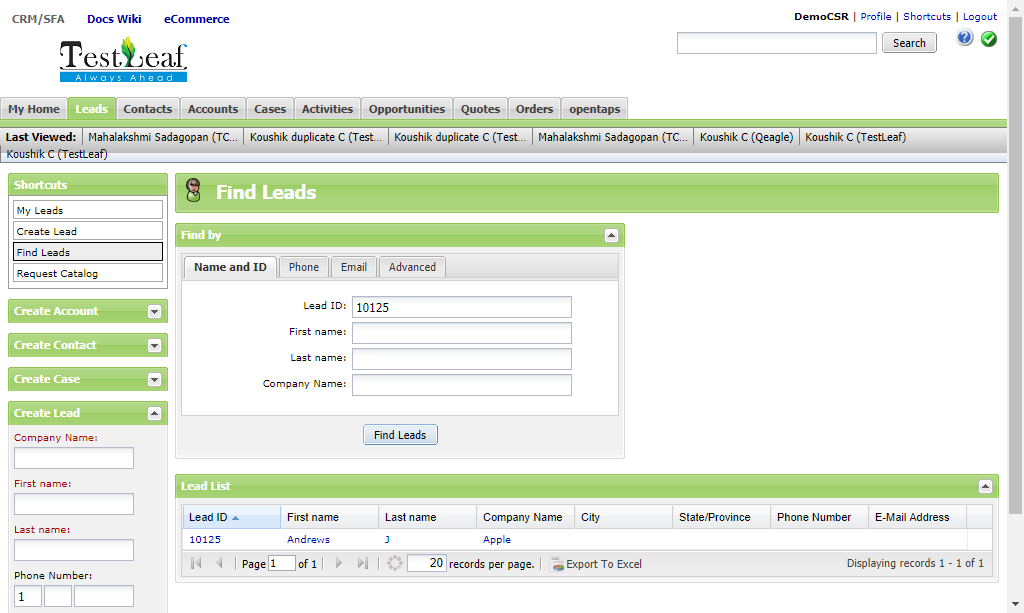 CRM/SFA Docs Wiki eCommerce
DemoCSR | Profile | Shortcuts | Logout
Search
TestLeaf
Always Ahead
My Home Leads Contacts Accounts Cases Activities Opportunities Quotes Orders opentaps
Last Viewed: Mahalakshmi Sadagopan (TC... Koushik duplicate C (Test... Koushik duplicate C (Test... Mahalakshmi Sadagopan (TC... Koushik C (Qeagle) Koushik C (TestLeaf)
Koushik C (TestLeaf)
Shortcuts
My Leads
Create Lead
Find Leads
Request Catalog
Create Account
Create Contact
Create Case
Create Lead
Company Name:
First name:
Last name:
Phone Number:
1
Find Leads
Find by
Name and ID Phone Email Advanced
Lead ID: 10125
First name:
Last name:
Company Name:
Find Leads
Lead List
Lead ID First name Last name Company Name City State/Province Phone Number E-Mail Address
10125 Andrews J Apple
Page 1 of 1 20 records per page. Export To Excel Displaying records 1 - 1 of 1